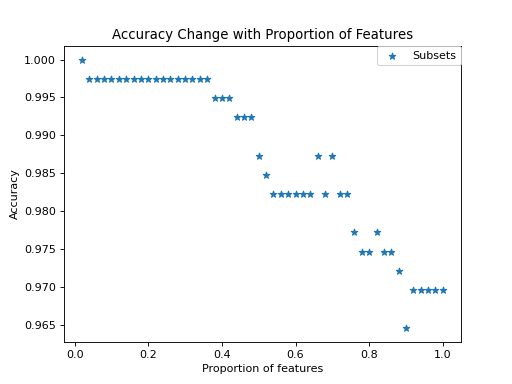 Accuracy Change with Proportion of Features
Subsets
1.000
0.995
0.990
0.985
0.980
0.975
0.970
0.965
Accuracy
0.0 0.2 0.4 0.6 0.8 1.0
Proportion of features